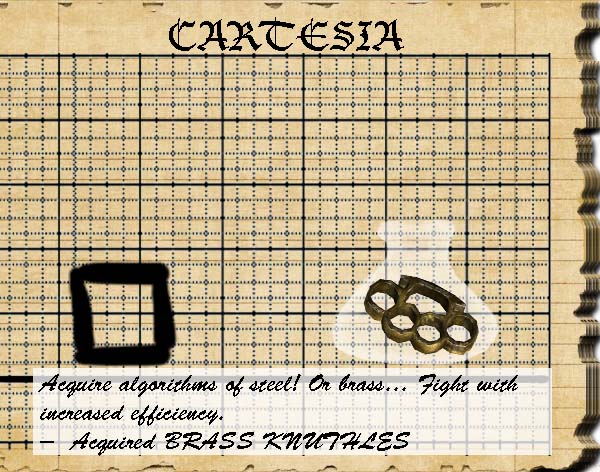 CARTESIA
Acquire algorithms of steel! Or brass... Fight with
increased efficiency.
– Acquired BRASS KNUTHLES